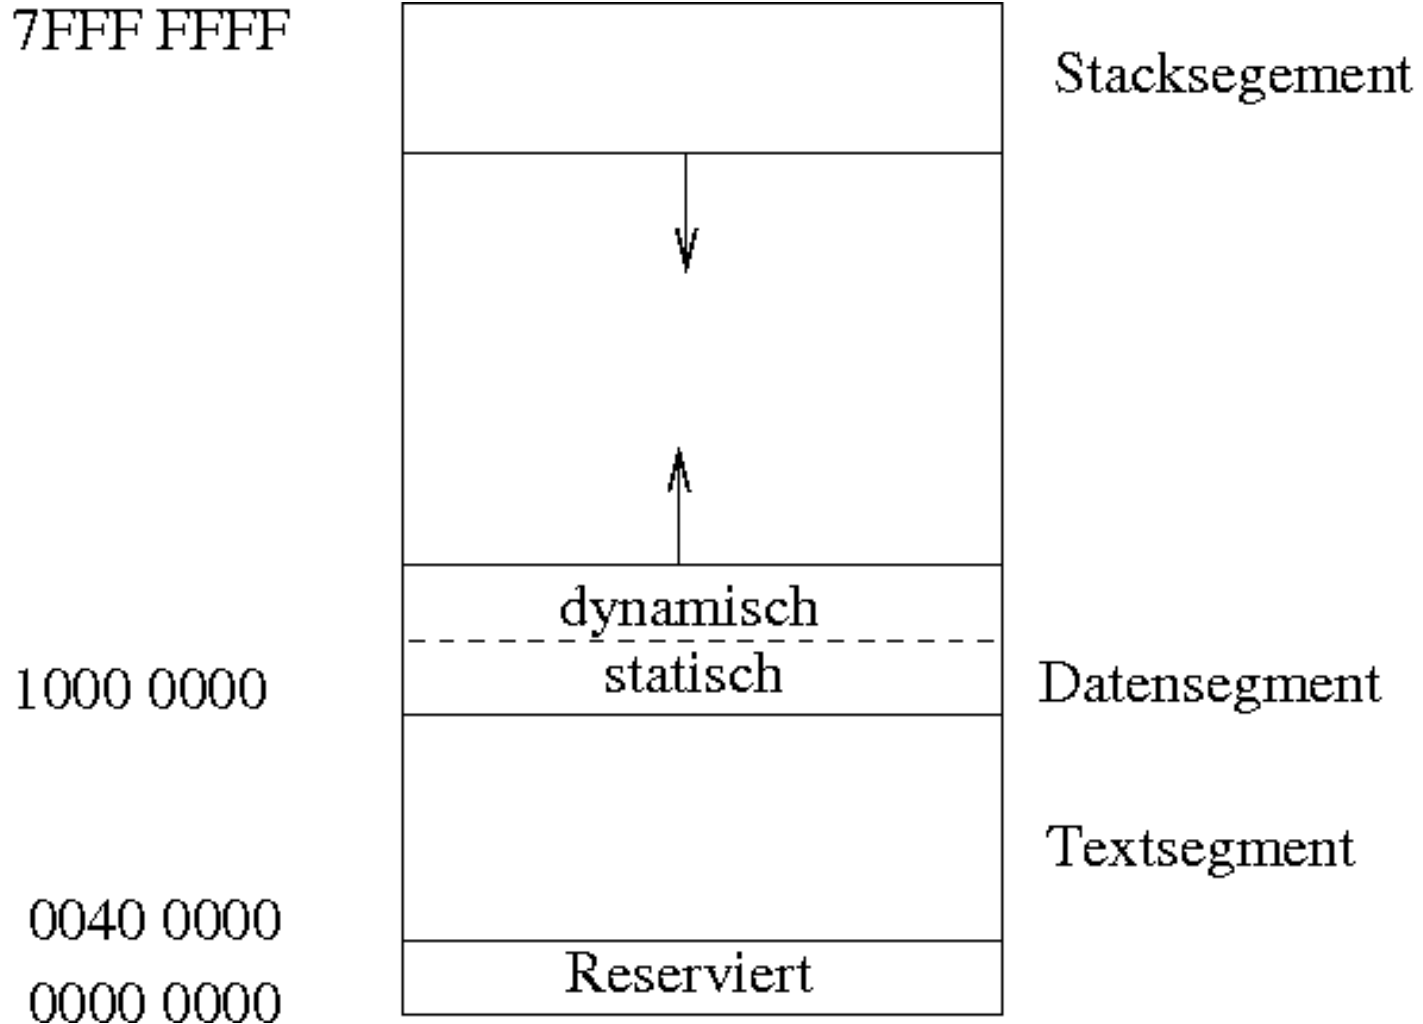 7FFF FFFF
Stacksegement
dynamisch
statisch
1000 0000
Datensegment
Textsegment
0040 0000
Reserviert
0000 0000